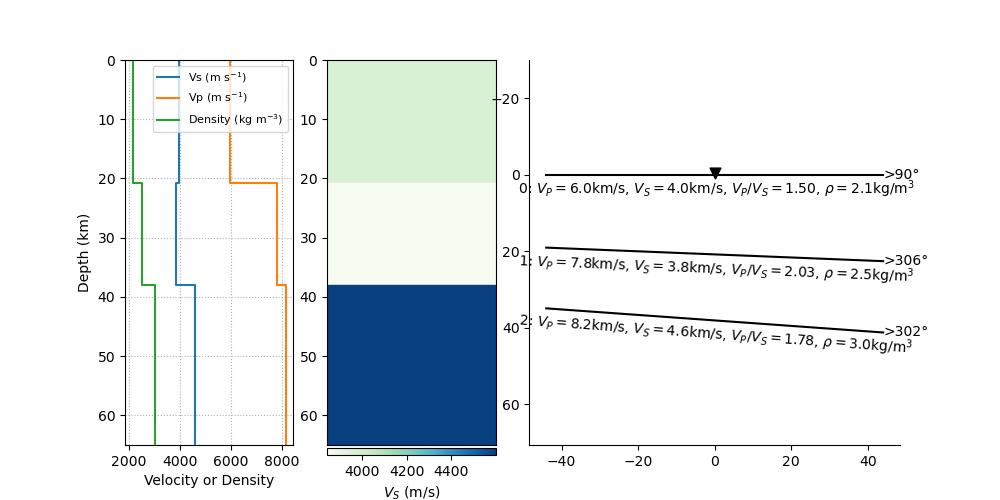 Vs (m s⁻¹)
Vp (m s⁻¹)
Density (kg m⁻³)
0
10
20
30
40
50
60
Depth (km)
2000 4000 6000 8000
Velocity or Density
0
10
20
30
40
50
60
4000 4200 4400
V_S (m/s)
−20
0
20
40
60
>90°
0: V_P = 6.0km/s, V_S = 4.0km/s, V_P/V_S = 1.50, ρ = 2.1kg/m³
>306°
1: V_P = 7.8km/s, V_S = 3.8km/s, V_P/V_S = 2.03, ρ = 2.5kg/m³
>302°
2: V_P = 8.2km/s, V_S = 4.6km/s, V_P/V_S = 1.78, ρ = 3.0kg/m³
−40 −20 0 20 40